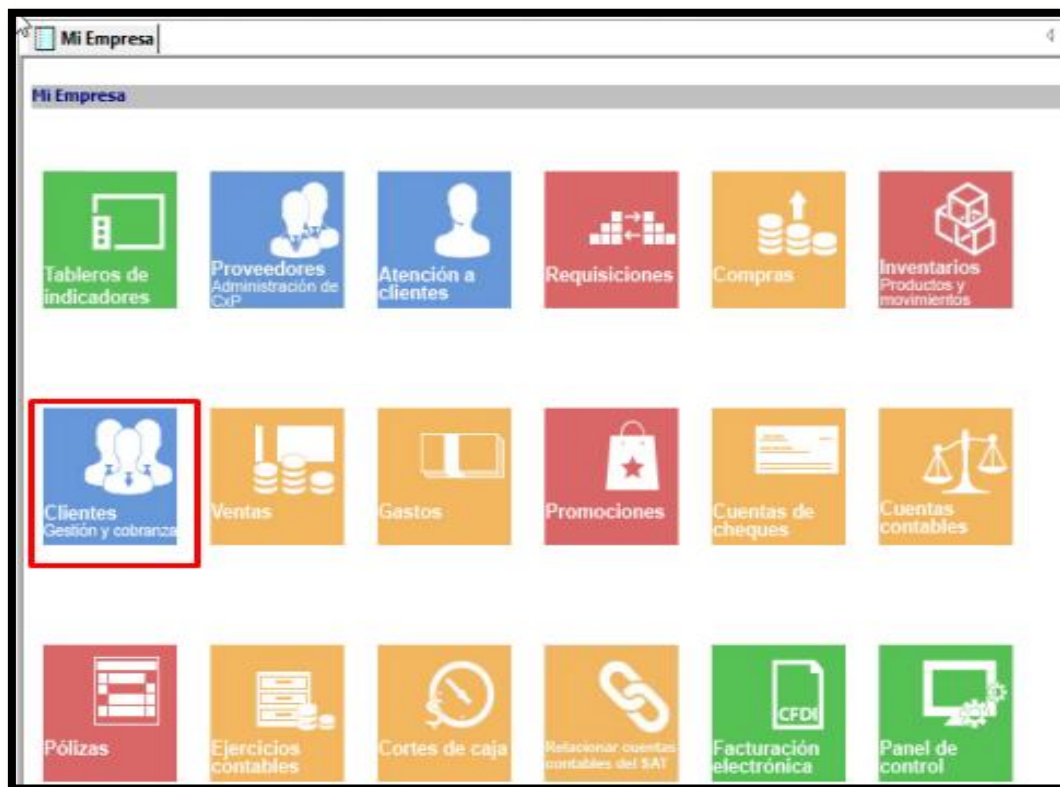 Mi Empresa
Mi Empresa
Tableros de
indicadores
Proveedores
Administración de
CxP
Atención a
clientes
Requisiciones
Compras
Inventarios
Productos y
movimientos
Clientes
Gestión y cobranza
Ventas
Gastos
Promociones
Cuentas de
cheques
Cuentas
contables
Pólizas
Ejercicios
contables
Cortes de caja
Relacionar cuentas
contables del SAT
CFDI
Facturación
electrónica
Panel de
control